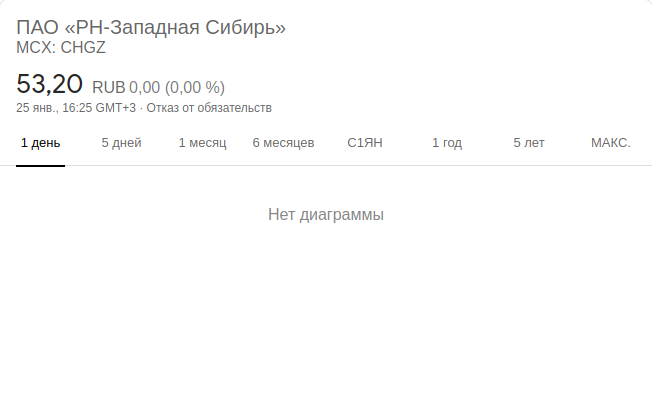 ПАО «РН-Западная Сибирь»
MCX: CHGZ
53,20 RUB 0,00 (0,00 %)
25 янв., 16:25 GMT+3 · Отказ от обязательств
1 день 5 дней 1 месяц 6 месяцев С1ЯН 1 год 5 лет МАКС.
Нет диаграммы